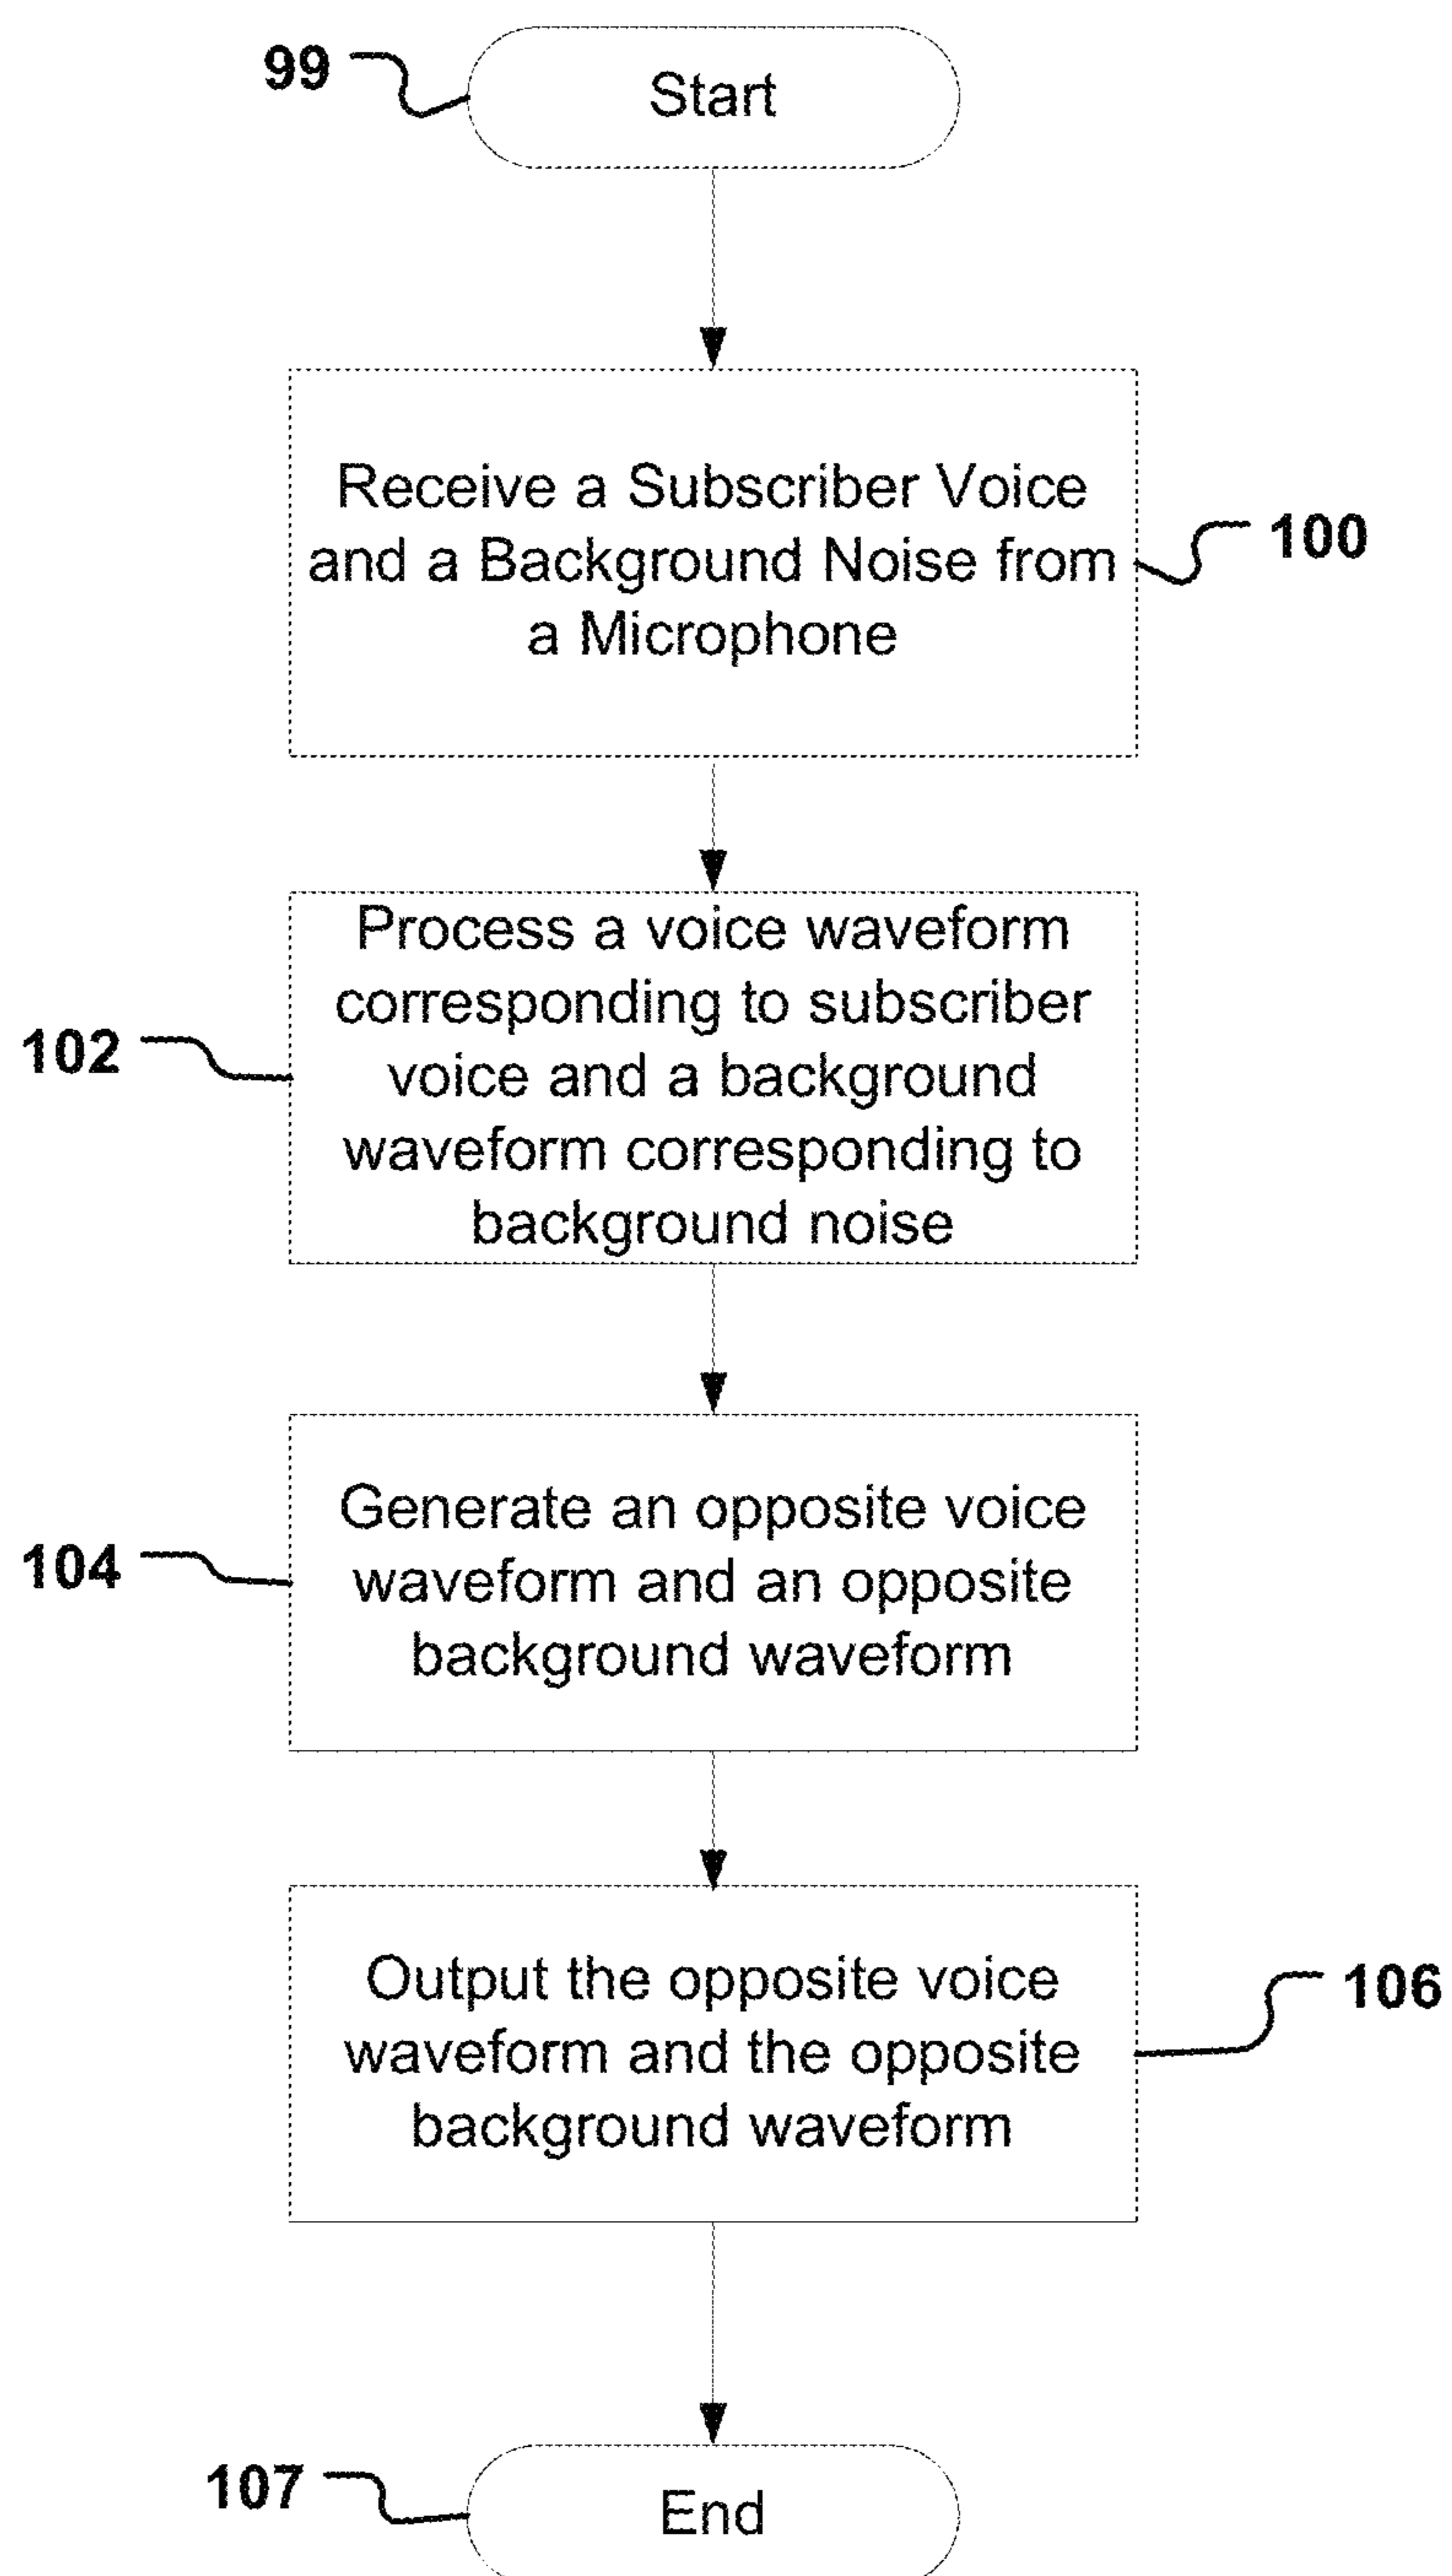 99
Start
Receive a Subscriber Voice
and a Background Noise from
a Microphone
100
Process a voice waveform
corresponding to subscriber
voice and a background
waveform corresponding to
background noise
102
Generate an opposite voice
waveform and an opposite
background waveform
104
Output the opposite voice
waveform and the opposite
background waveform
106
107
End